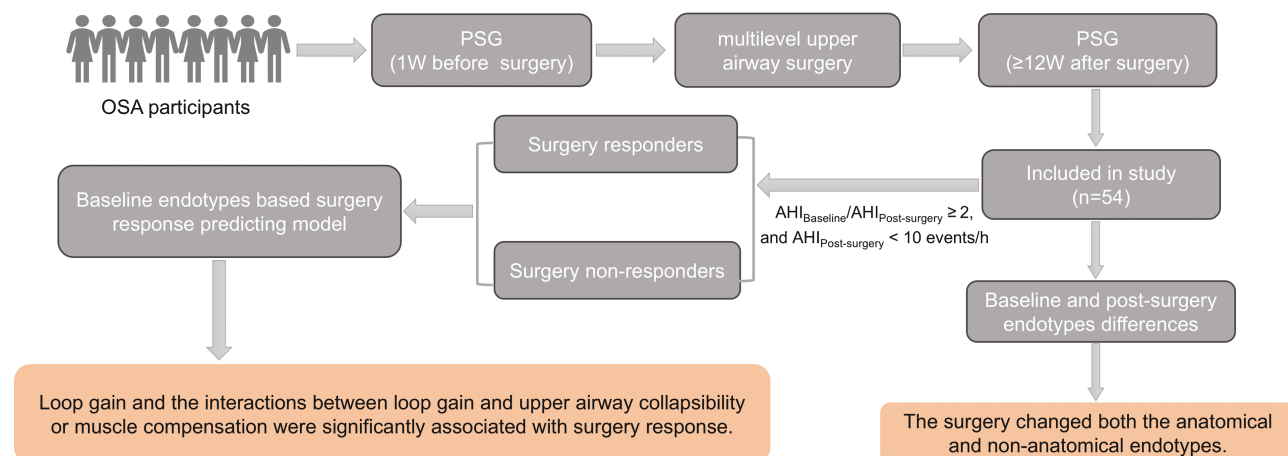 OSA participants
PSG
(1W before surgery)
multilevel upper
airway surgery
PSG
(≥12W after surgery)
Included in study
(n=54)
AHI_Baseline/AHI_Post-surgery ≥ 2,
and AHI_Post-surgery < 10 events/h
Surgery responders
Surgery non-responders
Baseline endotypes based surgery
response predicting model
Loop gain and the interactions between loop gain and upper airway collapsibility
or muscle compensation were significantly associated with surgery response.
Baseline and post-surgery
endotypes differences
The surgery changed both the anatomical
and non-anatomical endotypes.